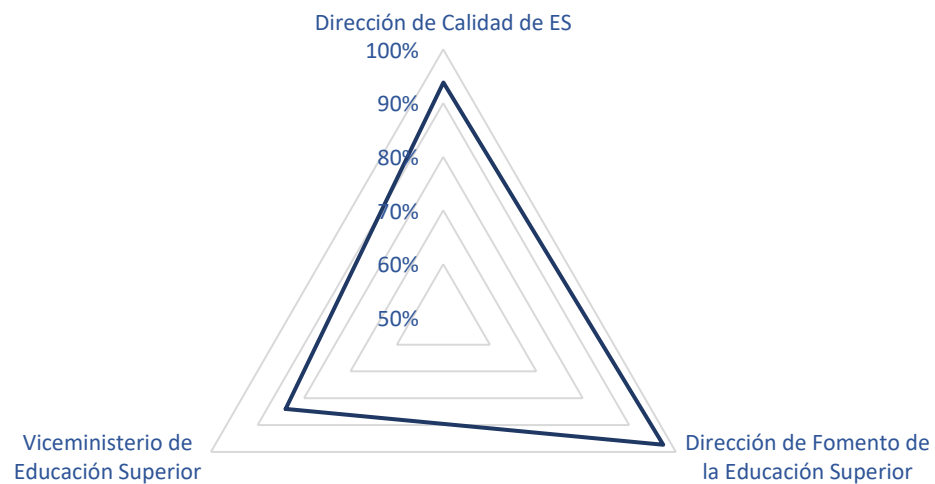 Dirección de Calidad de ES
100%
90%
80%
70%
60%
50%
Viceministerio de
Educación Superior
Dirección de Fomento de
la Educación Superior